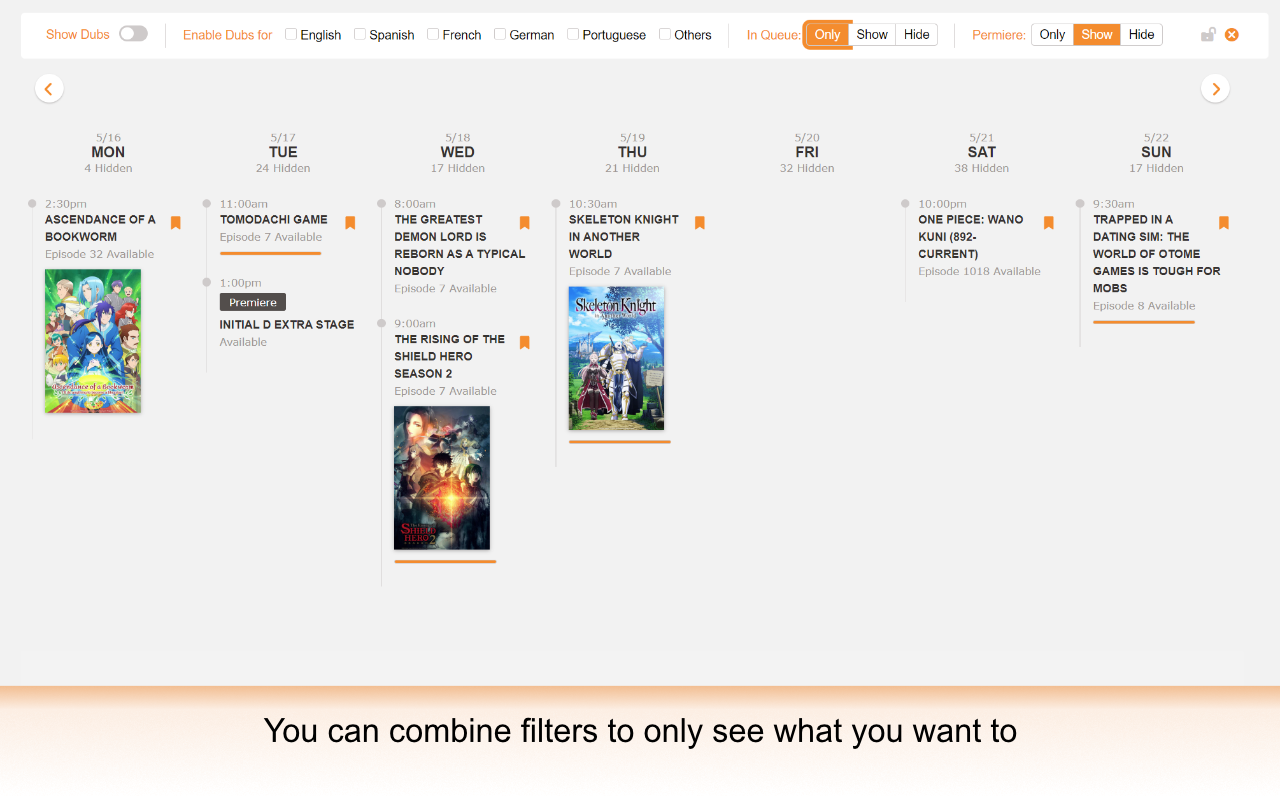 Show Dubs Enable Dubs for English Spanish French German Portuguese Others In Queue: Only Show Hide Permiere: Only Show Hide
5/16
MON
4 Hidden
2:30pm
ASCENDANCE OF A
BOOKWORM
Episode 32 Available
Ascendance of a Bookworm
5/17
TUE
24 Hidden
11:00am
TOMODACHI GAME
Episode 7 Available
1:00pm
Premiere
INITIAL D EXTRA STAGE
Available
5/18
WED
17 Hidden
8:00am
THE GREATEST
DEMON LORD IS
REBORN AS A TYPICAL
NOBODY
Episode 7 Available
9:00am
THE RISING OF THE
SHIELD HERO
SEASON 2
Episode 7 Available
SHIELD
HERO 2
5/19
THU
21 Hidden
10:30am
SKELETON KNIGHT
IN ANOTHER
WORLD
Episode 7 Available
Skeleton Knight
5/20
FRI
32 Hidden
5/21
SAT
38 Hidden
10:00pm
ONE PIECE: WANO
KUNI (892-
CURRENT)
Episode 1018 Available
5/22
SUN
17 Hidden
9:30am
TRAPPED IN A
DATING SIM: THE
WORLD OF OTOME
GAMES IS TOUGH FOR
MOBS
Episode 8 Available
You can combine filters to only see what you want to